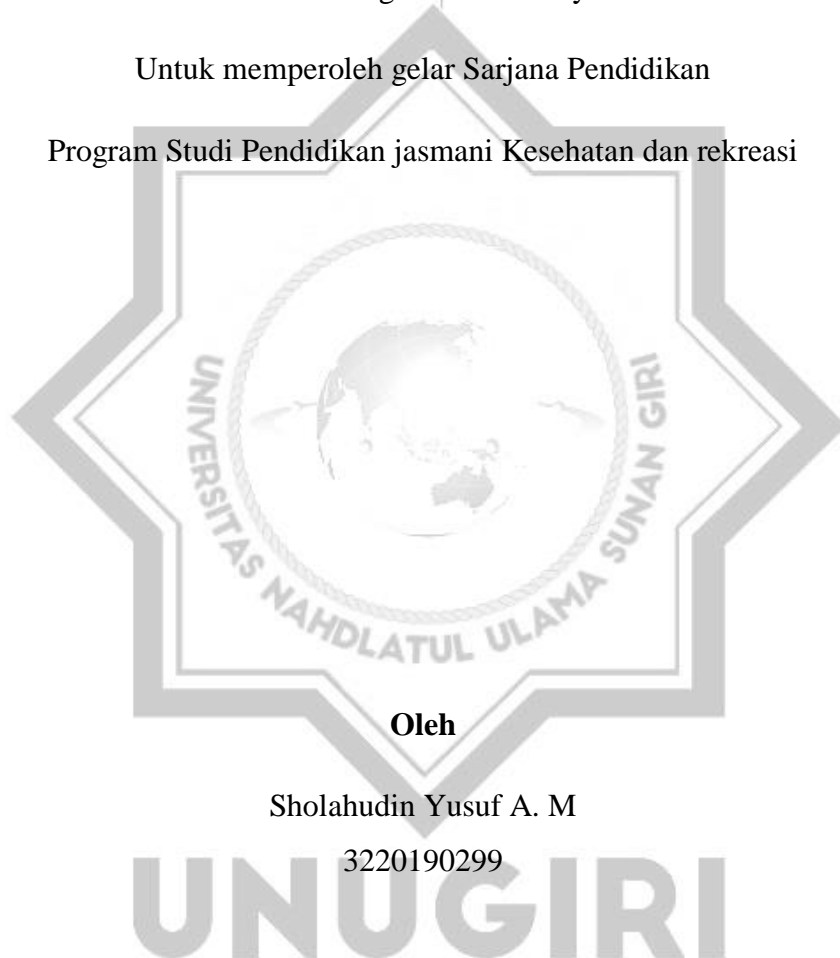 Untuk memperoleh gelar Sarjana Pendidikan
Program Studi Pendidikan jasmani Kesehatan dan rekreasi
UNIVERSITAS NAHDLATUL ULAMA SUNAN GIRI
Oleh
Sholahudin Yusuf A. M
3220190299
UNUGIRI